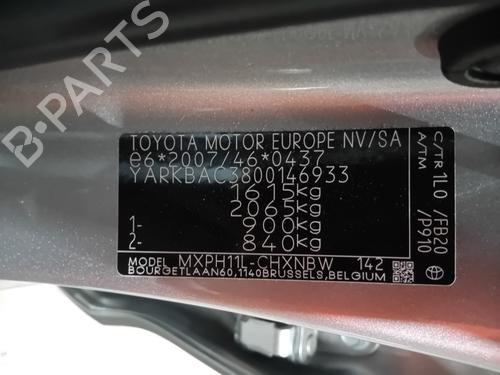 TOYOTA MOTOR EUROPE NV/SA
e6*2007/46*0437
YARKBAC3800146933
1615kg
2065kg
1- 900kg
2- 840kg
MODEL MXPH11L-CHXNBW 142
BOURGETLAAN60,1140BRUSSELS,BELGIUM
C/TR 1L0 /EB20
A/TM /P910
B PARTS